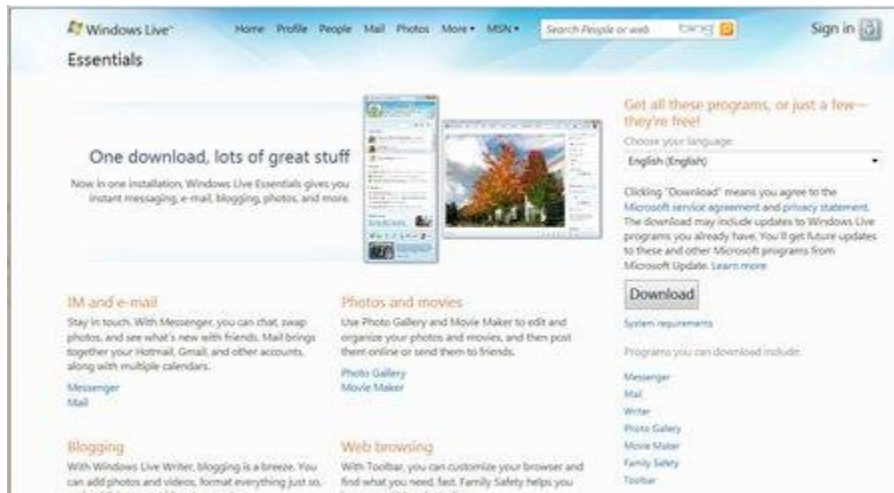 Windows Live™ Home Profile People Mail Photos More MSN Search People or web bing Sign in
Essentials
One download, lots of great stuff
Now in one installation, Windows Live Essentials gives you
instant messaging, e-mail, blogging, photos, and more.
IM and e-mail
Stay in touch. With Messenger, you can chat, swap
photos, and see what's new with friends. Mail brings
together your Hotmail, Gmail, and other accounts,
along with multiple calendars.
Messenger
Mail
Photos and movies
Use Photo Gallery and Movie Maker to edit and
organize your photos and movies, and then post
them online or send them to friends.
Photo Gallery
Movie Maker
Blogging
With Windows Live Writer, blogging is a breeze. You
can add photos and videos, format everything just so,
Web browsing
With Toolbar, you can customize your browser and
find what you need, fast. Family Safety helps you
Get all these programs, or just a few—
they're free!
Choose your language:
English (English)
Clicking "Download" means you agree to the
Microsoft service agreement and privacy statement.
The download may include updates to Windows Live
programs you already have. You'll get future updates
to these and other Microsoft programs from
Microsoft Update. Learn more
Download
System requirements
Programs you can download include:
Messenger
Mail
Writer
Photo Gallery
Movie Maker
Family Safety
Toolbar